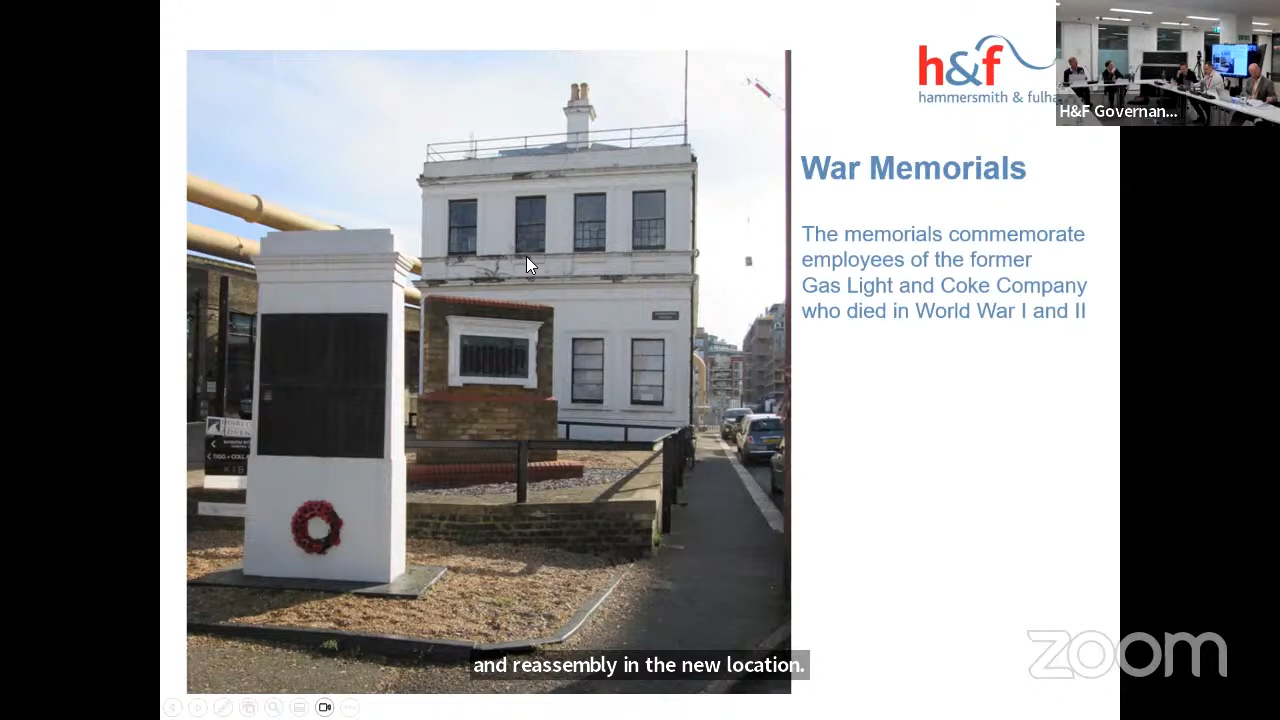 h&f
hammersmith & fulha
H&F Governan...
War Memorials
The memorials commemorate
employees of the former
Gas Light and Coke Company
who died in World War I and II
and reassembly in the new location.
zoom